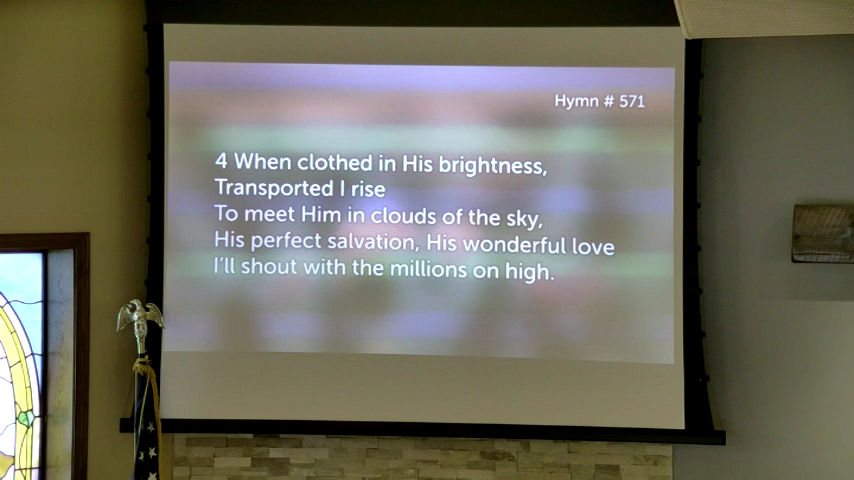 Hymn # 571
4 When clothed in His brightness,
Transported I rise
To meet Him in clouds of the sky,
His perfect salvation, His wonderful love
I'll shout with the millions on high.